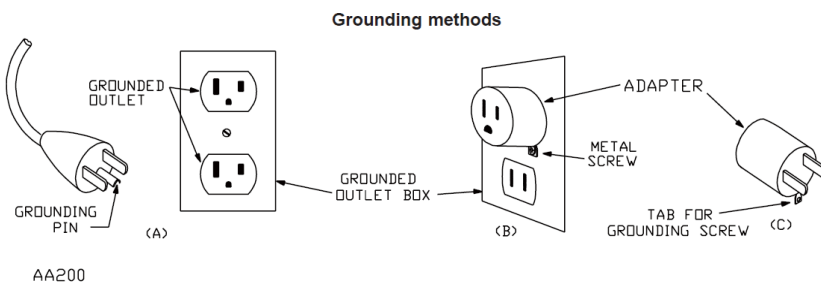 Grounding methods
GROUNDED
OUTLET
GROUNDING
PIN
(A)
GROUNDED
OUTLET BOX
ADAPTER
METAL
SCREW
(B)
TAB FOR
GROUNDING SCREW
(C)
AA200